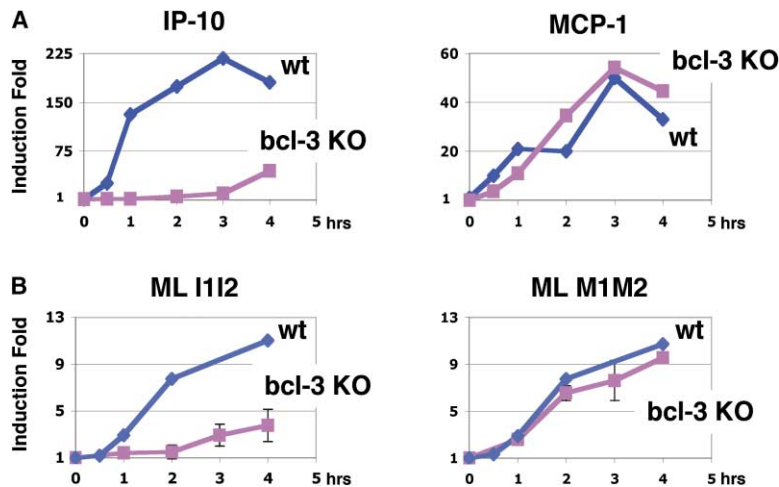 A
IP-10
Induction Fold
225
150
75
1
wt
bcl-3 KO
0 1 2 3 4 5 hrs
MCP-1
60
40
20
1
bcl-3 KO
wt
0 1 2 3 4 5 hrs
B
ML I1I2
Induction Fold
13
9
5
1
wt
bcl-3 KO
0 1 2 3 4 5 hrs
ML M1M2
13
9
5
1
wt
bcl-3 KO
0 1 2 3 4 5 hrs